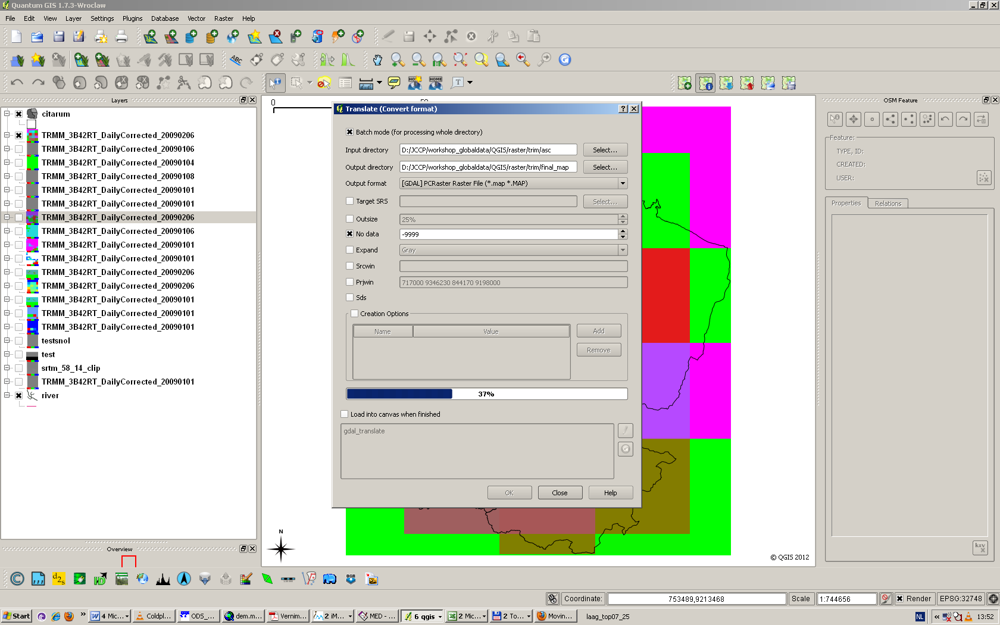 Quantum GIS 1.7.3-Wroclaw
File Edit View Layer Settings Plugins Database Vector Raster Help
Layers
citarum
TRMM_3B42RT_DailyCorrected_20090206
TRMM_3B42RT_DailyCorrected_20090106
TRMM_3B42RT_DailyCorrected_20090104
TRMM_3B42RT_DailyCorrected_20090108
TRMM_3B42RT_DailyCorrected_20090101
TRMM_3B42RT_DailyCorrected_20090101
TRMM_3B42RT_DailyCorrected_20090206
TRMM_3B42RT_DailyCorrected_20090106
TRMM_3B42RT_DailyCorrected_20090101
TRMM_3B42RT_DailyCorrected_20090101
TRMM_3B42RT_DailyCorrected_20090206
TRMM_3B42RT_DailyCorrected_20090206
TRMM_3B42RT_DailyCorrected_20090101
TRMM_3B42RT_DailyCorrected_20090101
TRMM_3B42RT_DailyCorrected_20090101
testsnol
test
srtm_58_14_clip
TRMM_3B42RT_DailyCorrected_20090101
river
Overview
0
Translate (Convert format)
Batch mode (for processing whole directory)
Input directory D:/JCCP/workshop_globaldata/QGIS/raster/trim/asc Select...
Output directory D:/JCCP/workshop_globaldata/QGIS/raster/trim/final_map Select...
Output format [GDAL] PCRaster Raster File (*.map *.MAP)
Target SRS Select...
Outsize 25%
No data -9999
Expand Gray
Srcwin
Prjwin 717000 9346230 844170 9198000
Sds
Creation Options
Name Value Add
Remove
37%
Load into canvas when finished
gdal_translate
OK Close Help
N
© QGIS 2012
OSM Feature
Feature:
TYPE, ID:
CREATED:
USER:
Properties Relations
Coordinate: 753489,9213468 Scale 1:744656 Render EPSG:32748
Start 4 Mic... Coldpl... ODS_... dem.m... Vernim... 2 iM... MED - ... 6 qgis 2 Mic... 2 To... Movin... laag_top07_25 NL 13:52